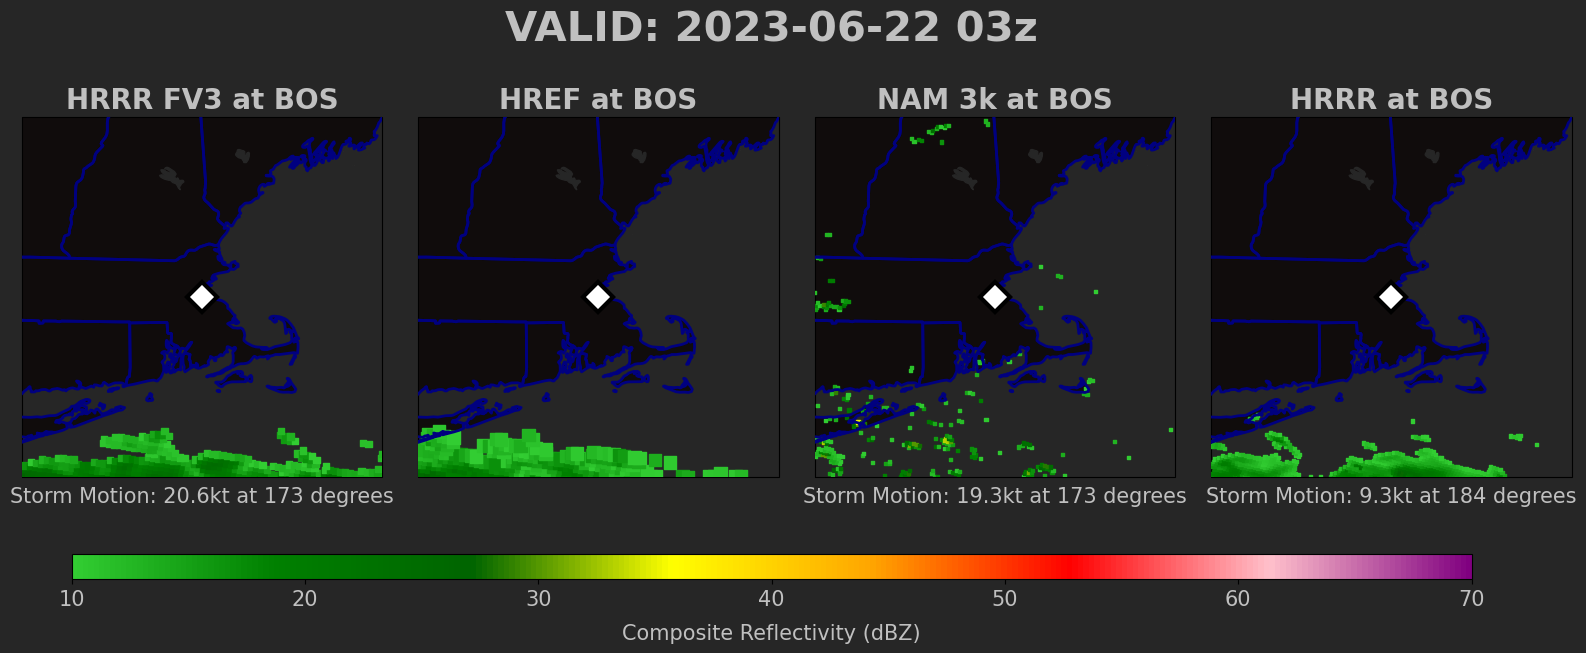 VALID: 2023-06-22 03z
HRRR FV3 at BOS
HREF at BOS
NAM 3k at BOS
HRRR at BOS
Storm Motion: 20.6kt at 173 degrees
Storm Motion: 19.3kt at 173 degrees
Storm Motion: 9.3kt at 184 degrees
10 20 30 40 50 60 70
Composite Reflectivity (dBZ)